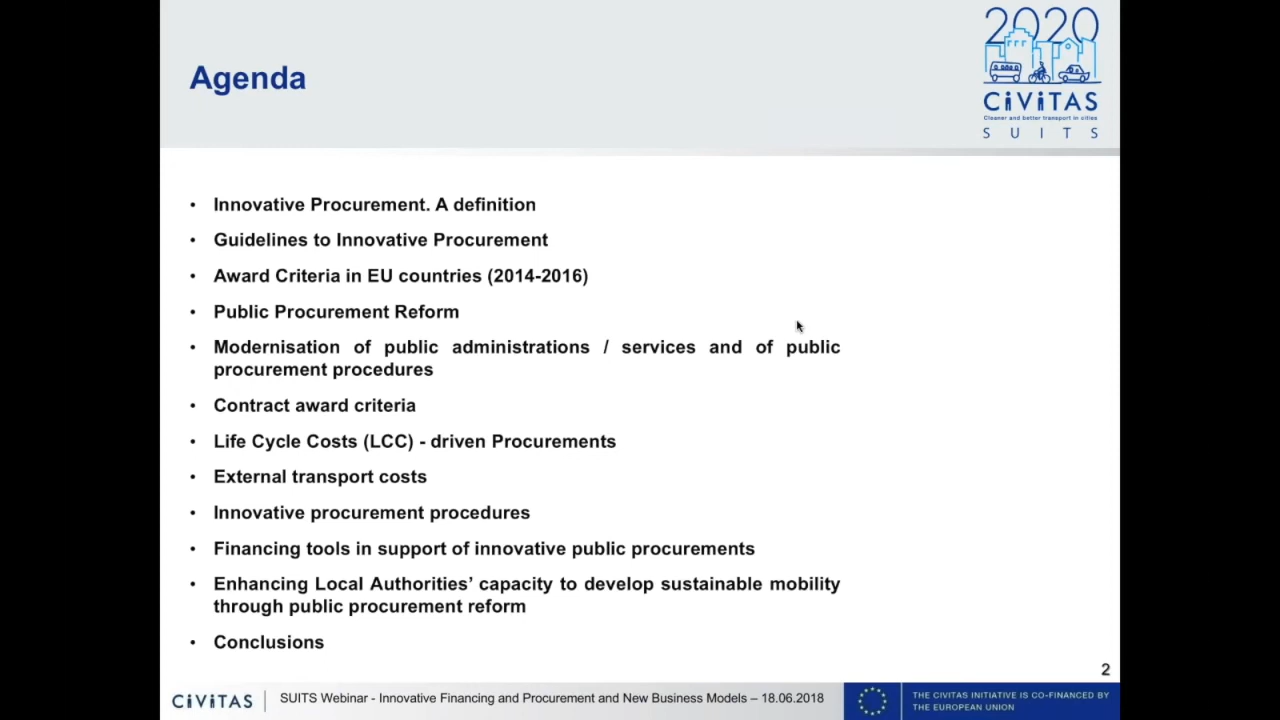 Agenda
2020
CiViTAS
Cleaner and better transport in cities
SUITS
• Innovative Procurement. A definition
• Guidelines to Innovative Procurement
• Award Criteria in EU countries (2014-2016)
• Public Procurement Reform
• Modernisation of public administrations / services and of public
procurement procedures
• Contract award criteria
• Life Cycle Costs (LCC) - driven Procurements
• External transport costs
• Innovative procurement procedures
• Financing tools in support of innovative public procurements
• Enhancing Local Authorities’ capacity to develop sustainable mobility
through public procurement reform
• Conclusions
2
CiViTAS
SUITS Webinar - Innovative Financing and Procurement and New Business Models – 18.06.2018
THE CIVITAS INITIATIVE IS CO-FINANCED BY
THE EUROPEAN UNION